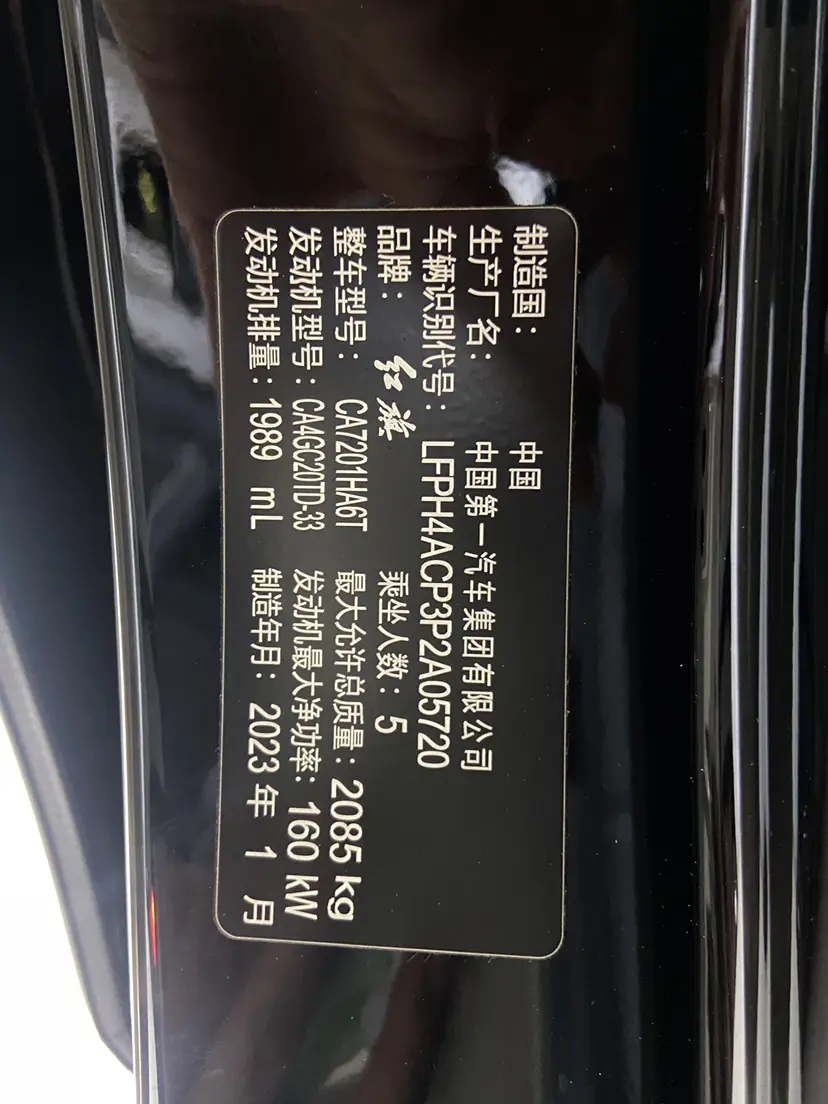 制造国: 中国
生产厂名: 中国第一汽车集团有限公司
车辆识别代号: LFPH4ACP3P2A05720
品牌: 红旗 乘坐人数: 5
整车型号: CA7201HA6T 最大允许总质量: 2085 kg
发动机型号: CA4GC20TD-33 发动机最大净功率: 160 kW
发动机排量: 1989 mL 制造年月: 2023 年 1 月